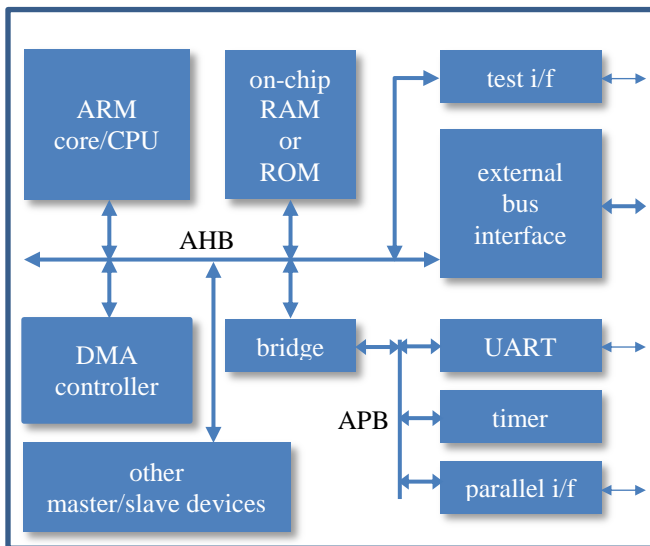 ARM
core/CPU
on-chip
RAM
or
ROM
test i/f
external
bus
interface
AHB
DMA
controller
bridge
UART
APB
timer
other
master/slave devices
parallel i/f